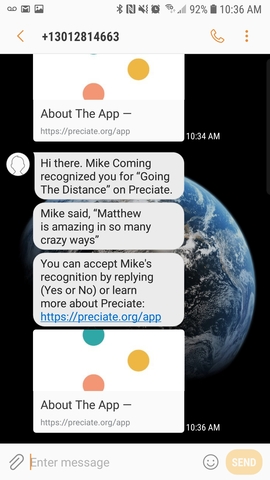 92% 10:36 AM
+13012814663
About The App —
https://preciate.org/app
10:34 AM
Hi there. Mike Coming
recognized you for “Going
The Distance” on Preciate.
Mike said, “Matthew
is amazing in so many
crazy ways”
You can accept Mike's
recognition by replying
(Yes or No) or learn
more about Preciate:
https://preciate.org/app
About The App —
https://preciate.org/app
10:36 AM
Enter message
SEND